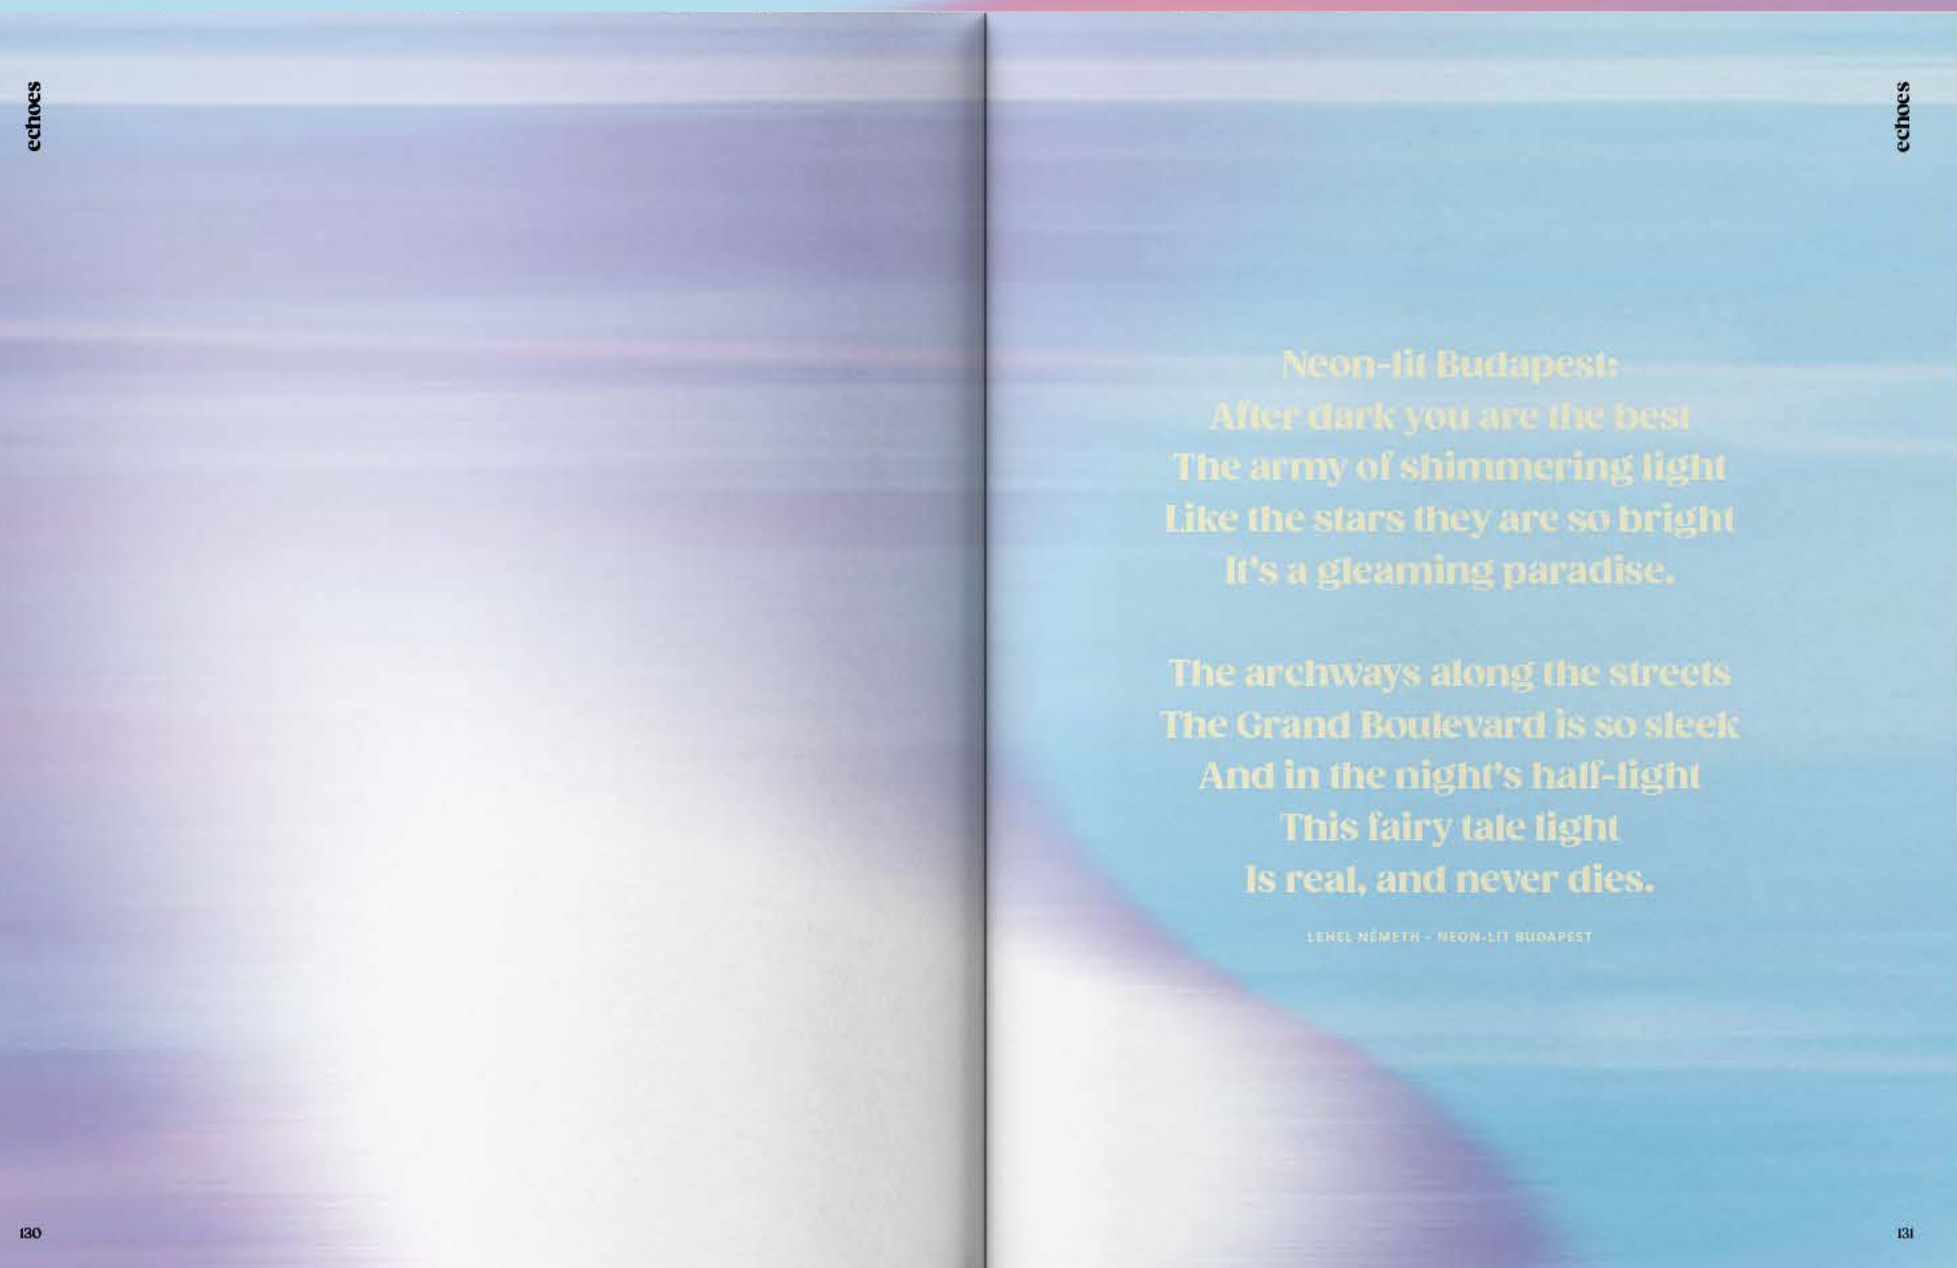 echoes
130
echoes
Neon-lit Budapest:
After dark you are the best
The army of shimmering light
Like the stars they are so bright
It's a gleaming paradise.
The archways along the streets
The Grand Boulevard is so sleek
And in the night's half-light
This fairy tale light
Is real, and never dies.
LEHEL NÉMETH – NEON-LIT BUDAPEST
131